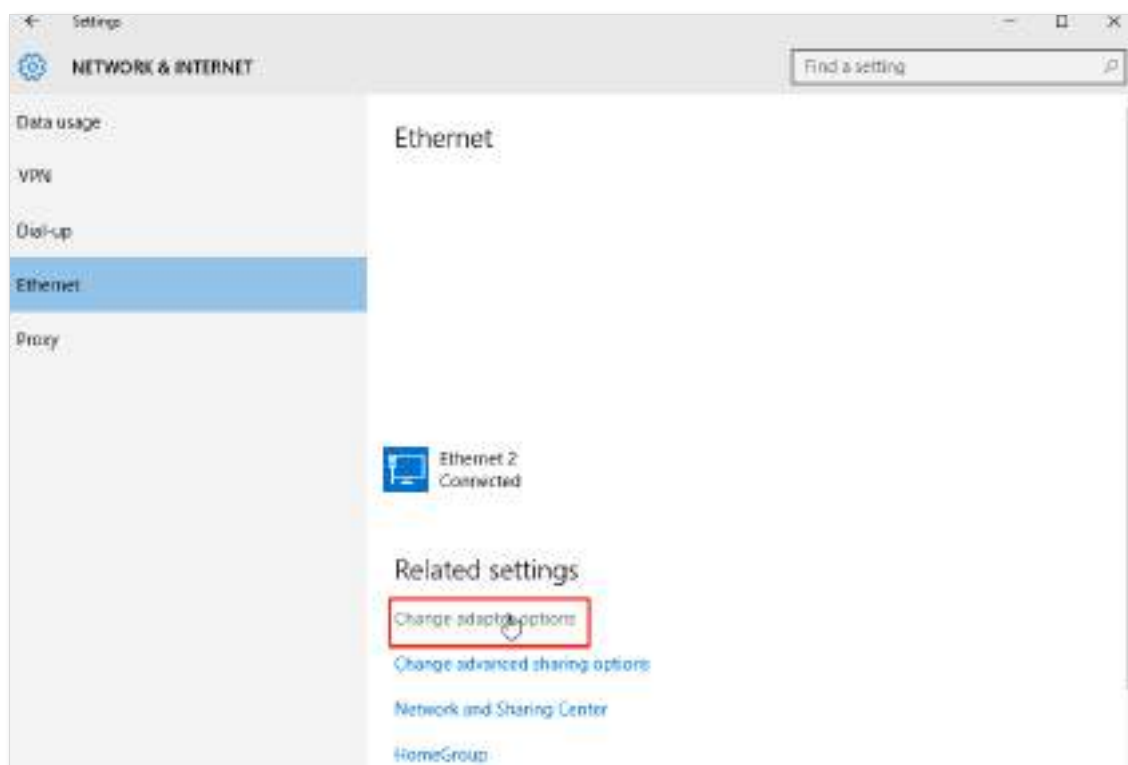 Settings
NETWORK & INTERNET
Find a setting
Data usage
VPN
Dial-up
Ethernet
Proxy
Ethernet
Ethernet 2
Connected
Related settings
Change adapter options
Change advanced sharing options
Network and Sharing Center
HomeGroup